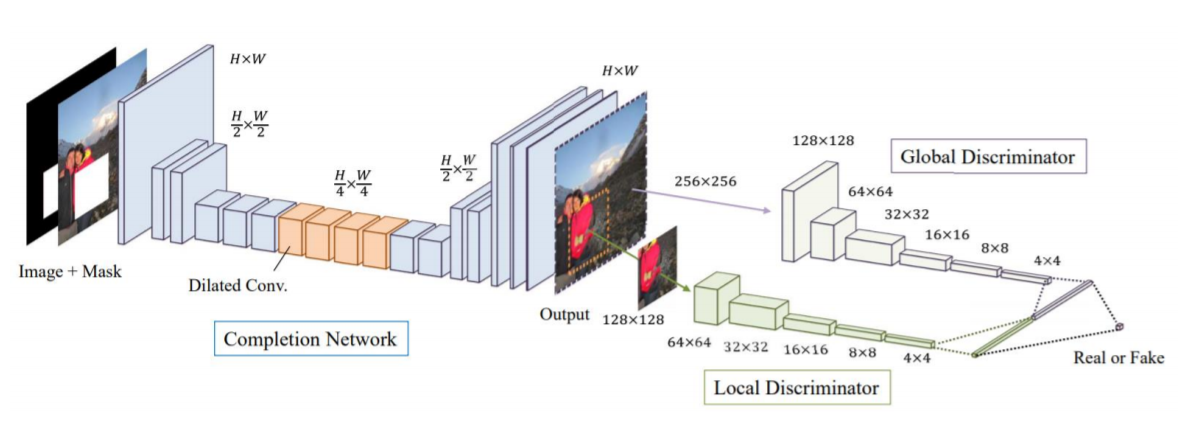 H×W
H/2×W/2
H/4×W/4
H/2×W/2
H×W
Image + Mask
Dilated Conv.
Completion Network
Output
256×256
128×128
128×128
64×64
32×32
16×16
8×8
4×4
Global Discriminator
64×64
32×32
16×16
8×8
4×4
Local Discriminator
Real or Fake